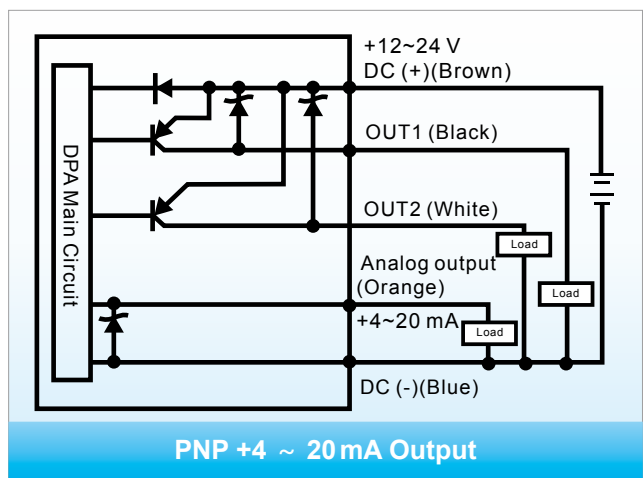 +12~24 V
DC (+)(Brown)
OUT1 (Black)
DPA Main Circuit
OUT2 (White)
Load
Analog output
(Orange)
Load
+4~20 mA
Load
DC (-)(Blue)
PNP +4 ~ 20 mA Output